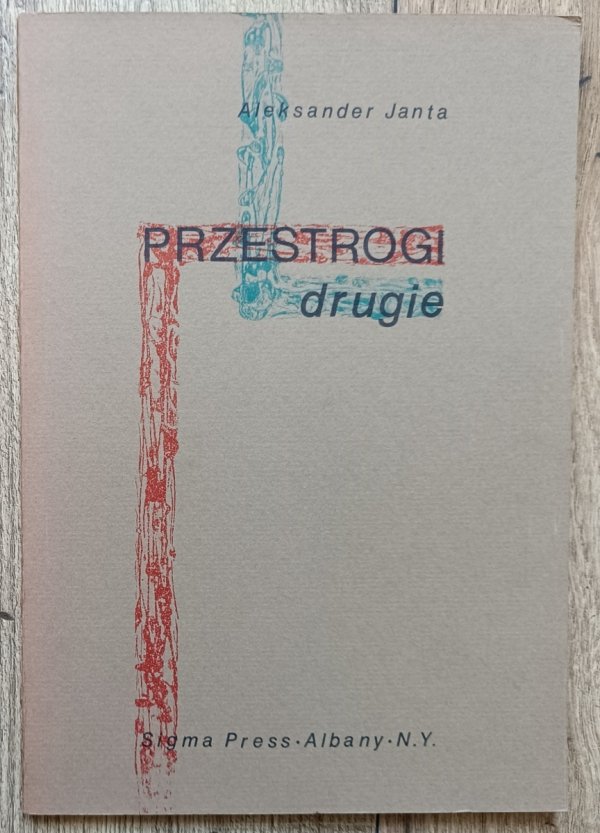 Aleksander Janta
PRZESTROGI
drugie
Sigma Press·Albany·N.Y.